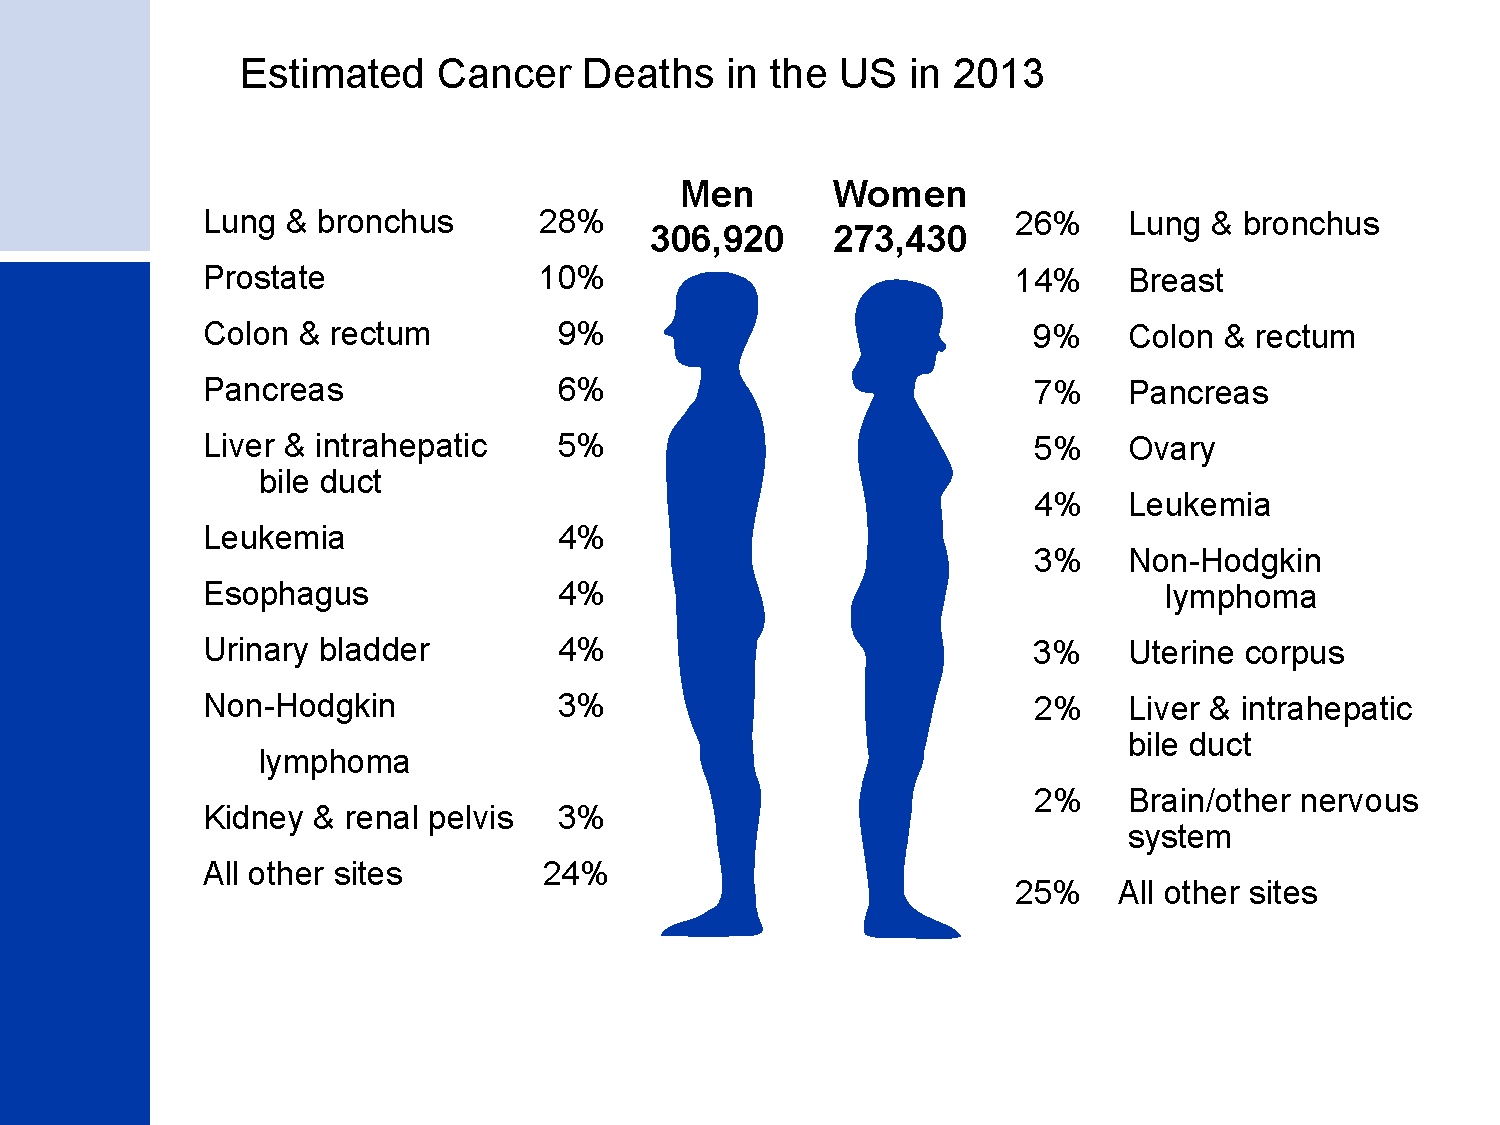 Estimated Cancer Deaths in the US in 2013
Men
306,920
Women
273,430
Lung & bronchus 28%
Prostate 10%
Colon & rectum 9%
Pancreas 6%
Liver & intrahepatic 5%
bile duct
Leukemia 4%
Esophagus 4%
Urinary bladder 4%
Non-Hodgkin 3%
lymphoma
Kidney & renal pelvis 3%
All other sites 24%
26% Lung & bronchus
14% Breast
9% Colon & rectum
7% Pancreas
5% Ovary
4% Leukemia
3% Non-Hodgkin
lymphoma
3% Uterine corpus
2% Liver & intrahepatic
bile duct
2% Brain/other nervous
system
25% All other sites